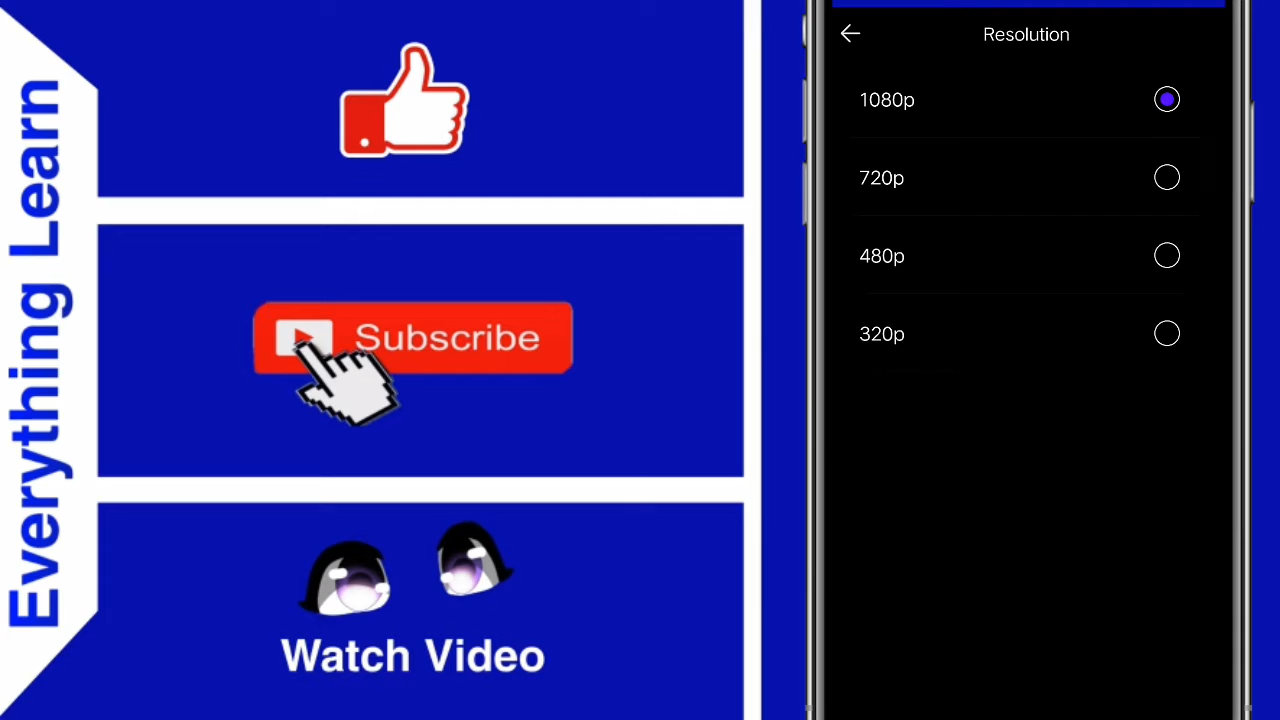 Everything Learn
Subscribe
Watch Video
Resolution
1080p
720p
480p
320p